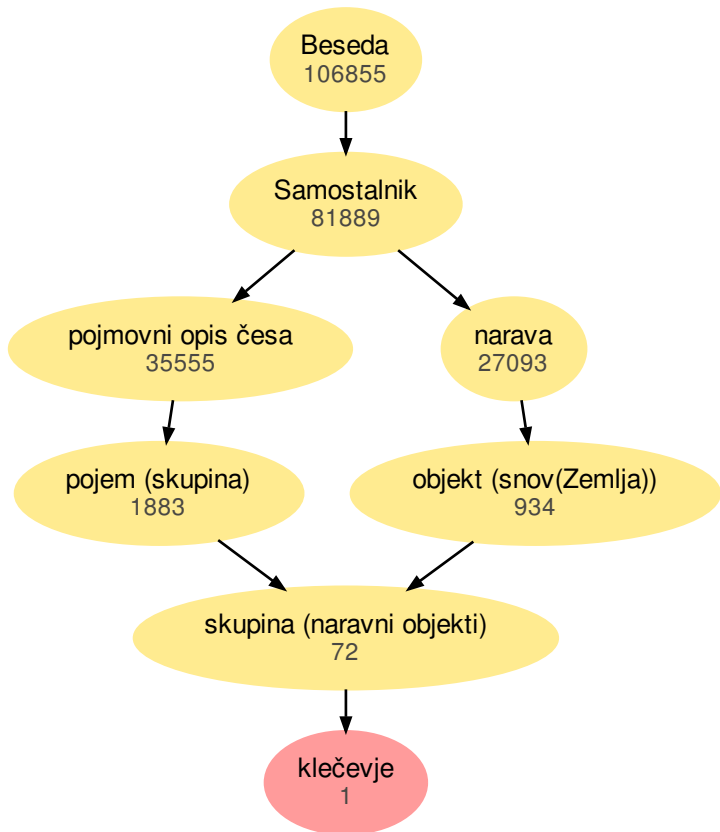 Beseda
106855
Samostalnik
81889
pojmovni opis česa
35555
narava
27093
pojem (skupina)
1883
objekt (snov(Zemlja))
934
skupina (naravni objekti)
72
klečevje
1